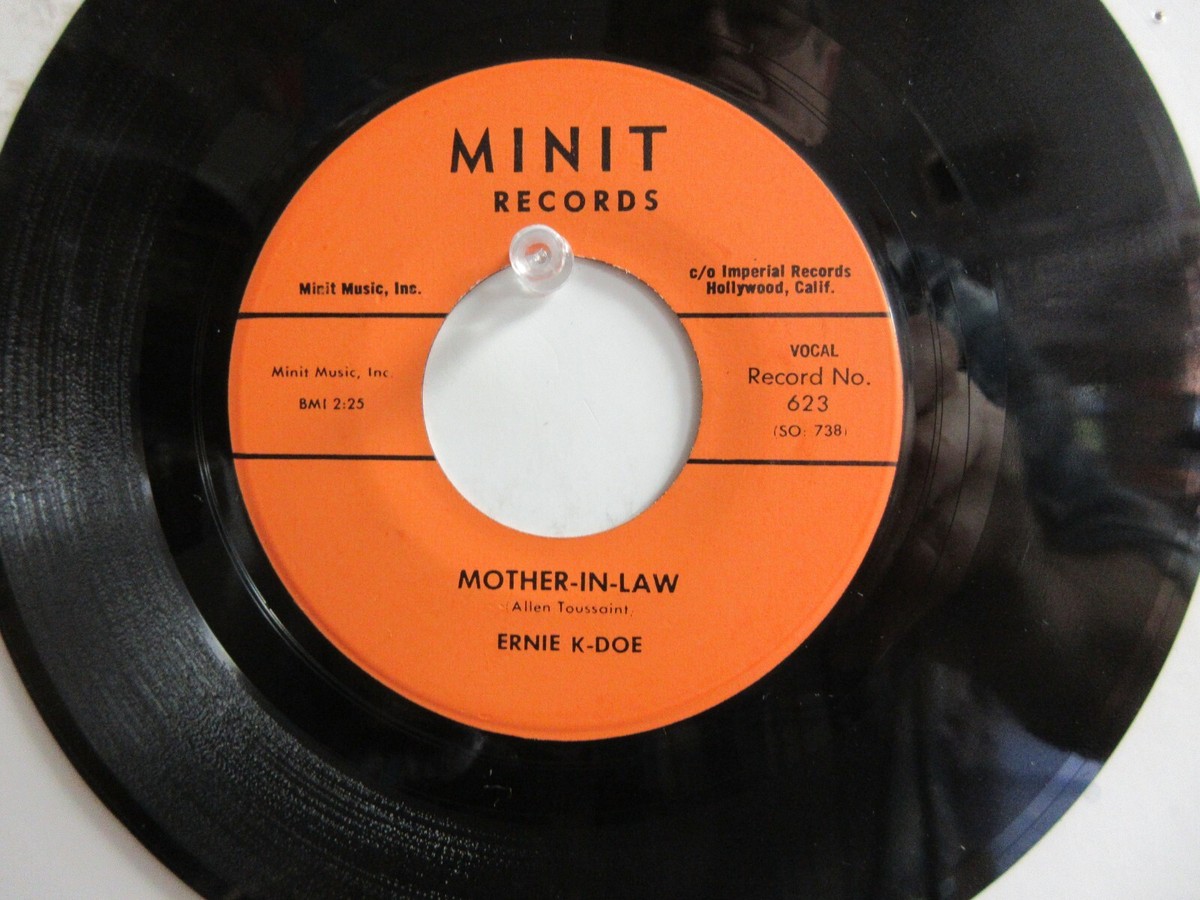 MINIT
RECORDS
Minit Music, Inc.
c/o Imperial Records
Hollywood, Calif.
Minit Music, Inc.
BMI 2:25
VOCAL
Record No.
623
(SO: 738)
MOTHER-IN-LAW
(Allen Toussaint)
ERNIE K-DOE